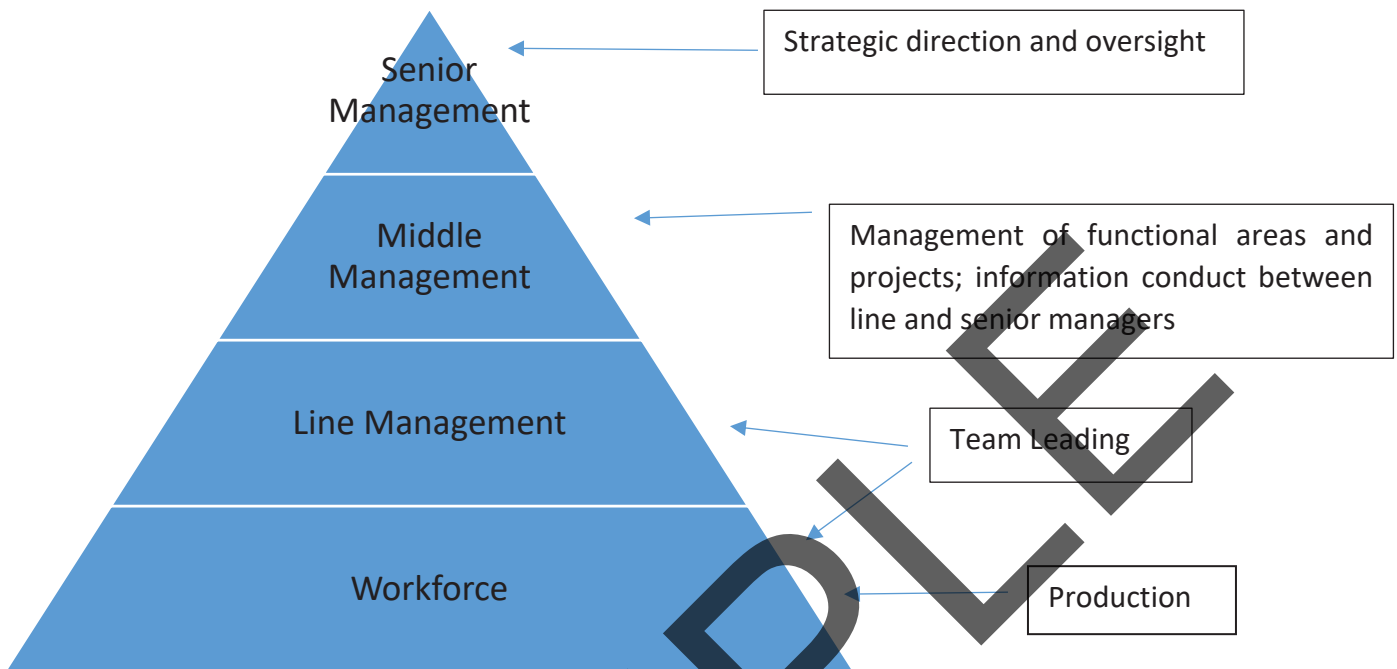 Senior
Management
Strategic direction and oversight
Middle
Management
Management of functional areas and
projects; information conduct between
line and senior managers
Line Management
Team Leading
Workforce
Production
PLE